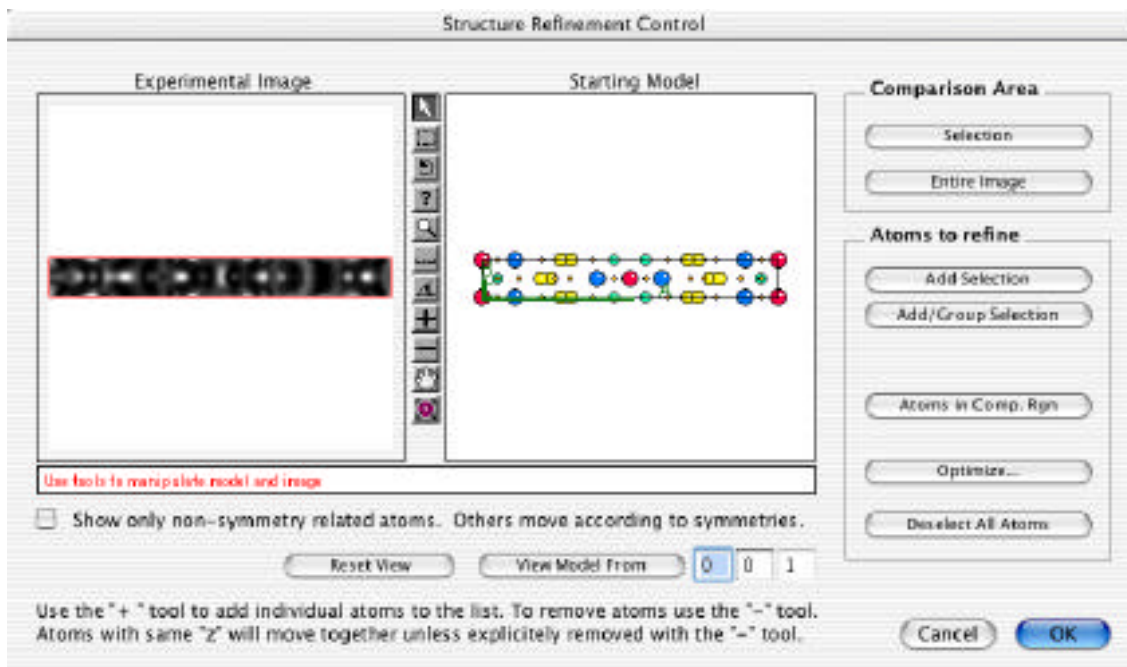 Structure Refinement Control
Experimental Image
Starting Model
Comparison Area
Selection
Entire Image
Atoms to refine
Add Selection
Add/Group Selection
Atoms in Comp. Rgn
Optimize...
Deselect All Atoms
?
Use tools to manipulate model and image
Show only non-symmetry related atoms. Others move according to symmetries.
Reset View
View Model From
0 0 1
Use the "+ " tool to add individual atoms to the list. To remove atoms use the "-" tool.
Atoms with same "z" will move together unless explicitely removed with the "-" tool.
Cancel
OK